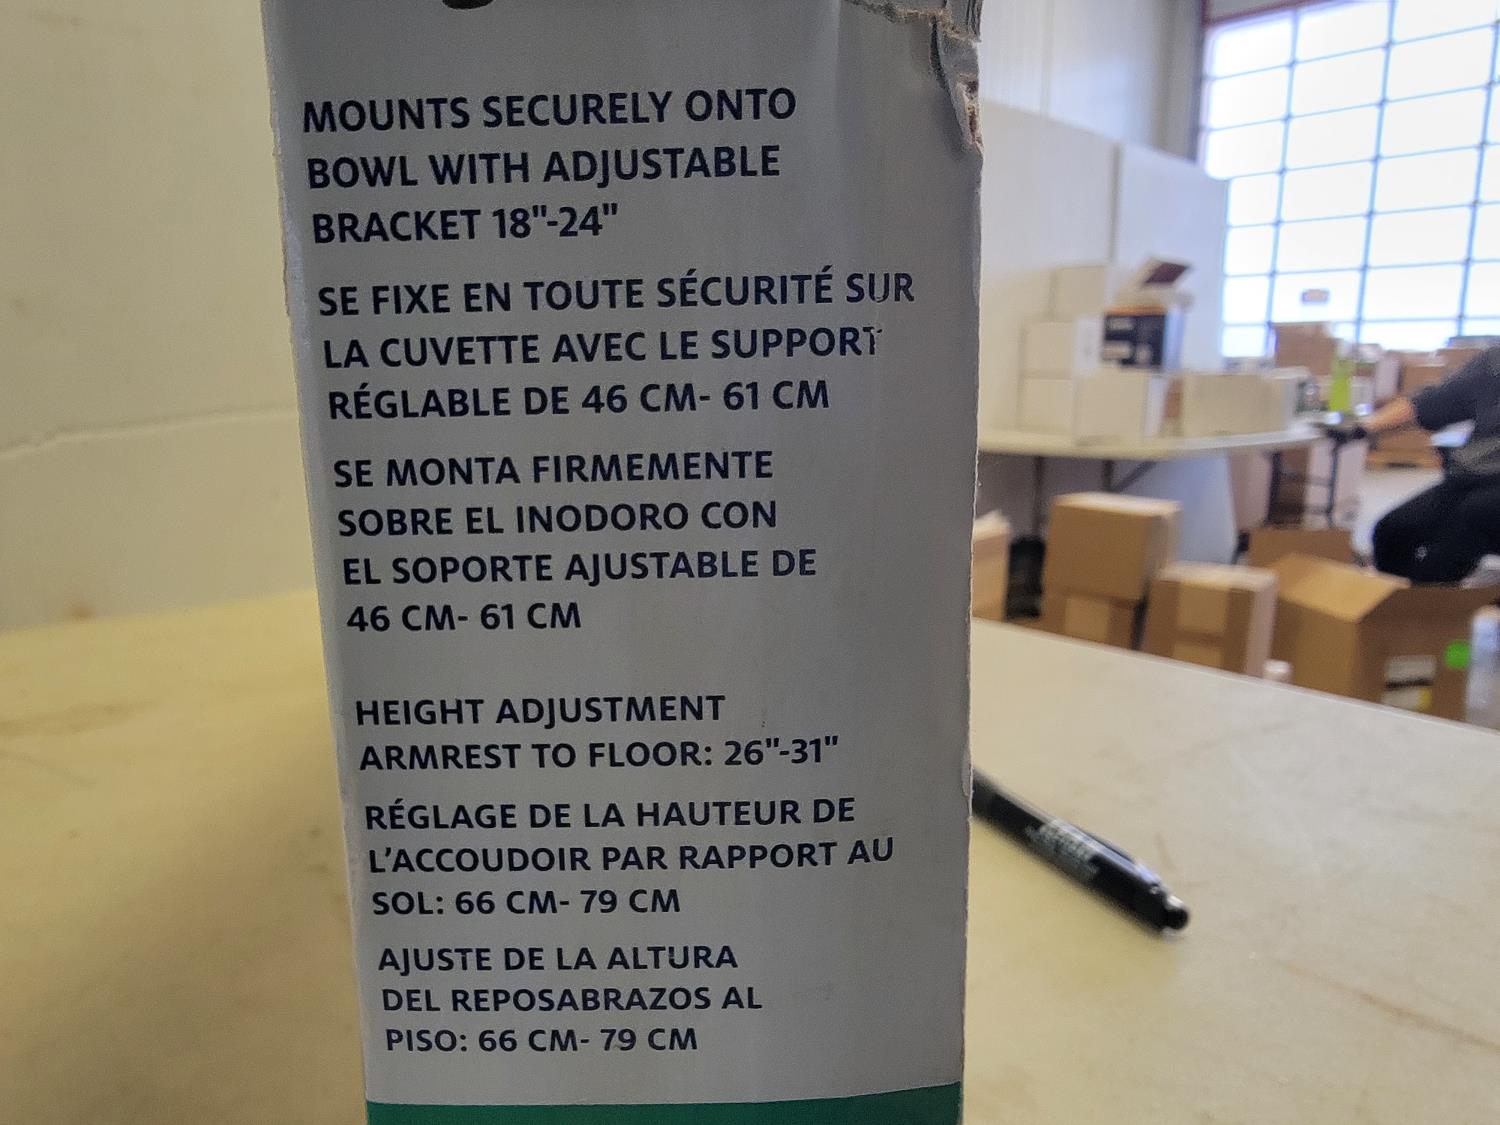 MOUNTS SECURELY ONTO
BOWL WITH ADJUSTABLE
BRACKET 18"-24"
SE FIXE EN TOUTE SÉCURITÉ SUR
LA CUVETTE AVEC LE SUPPORT
RÉGLABLE DE 46 CM- 61 CM
SE MONTA FIRMEMENTE
SOBRE EL INODORO CON
EL SOPORTE AJUSTABLE DE
46 CM- 61 CM
HEIGHT ADJUSTMENT
ARMREST TO FLOOR: 26"-31"
RÉGLAGE DE LA HAUTEUR DE
L'ACCOUDOIR PAR RAPPORT AU
SOL: 66 CM- 79 CM
AJUSTE DE LA ALTURA
DEL REPOSABRAZOS AL
PISO: 66 CM- 79 CM